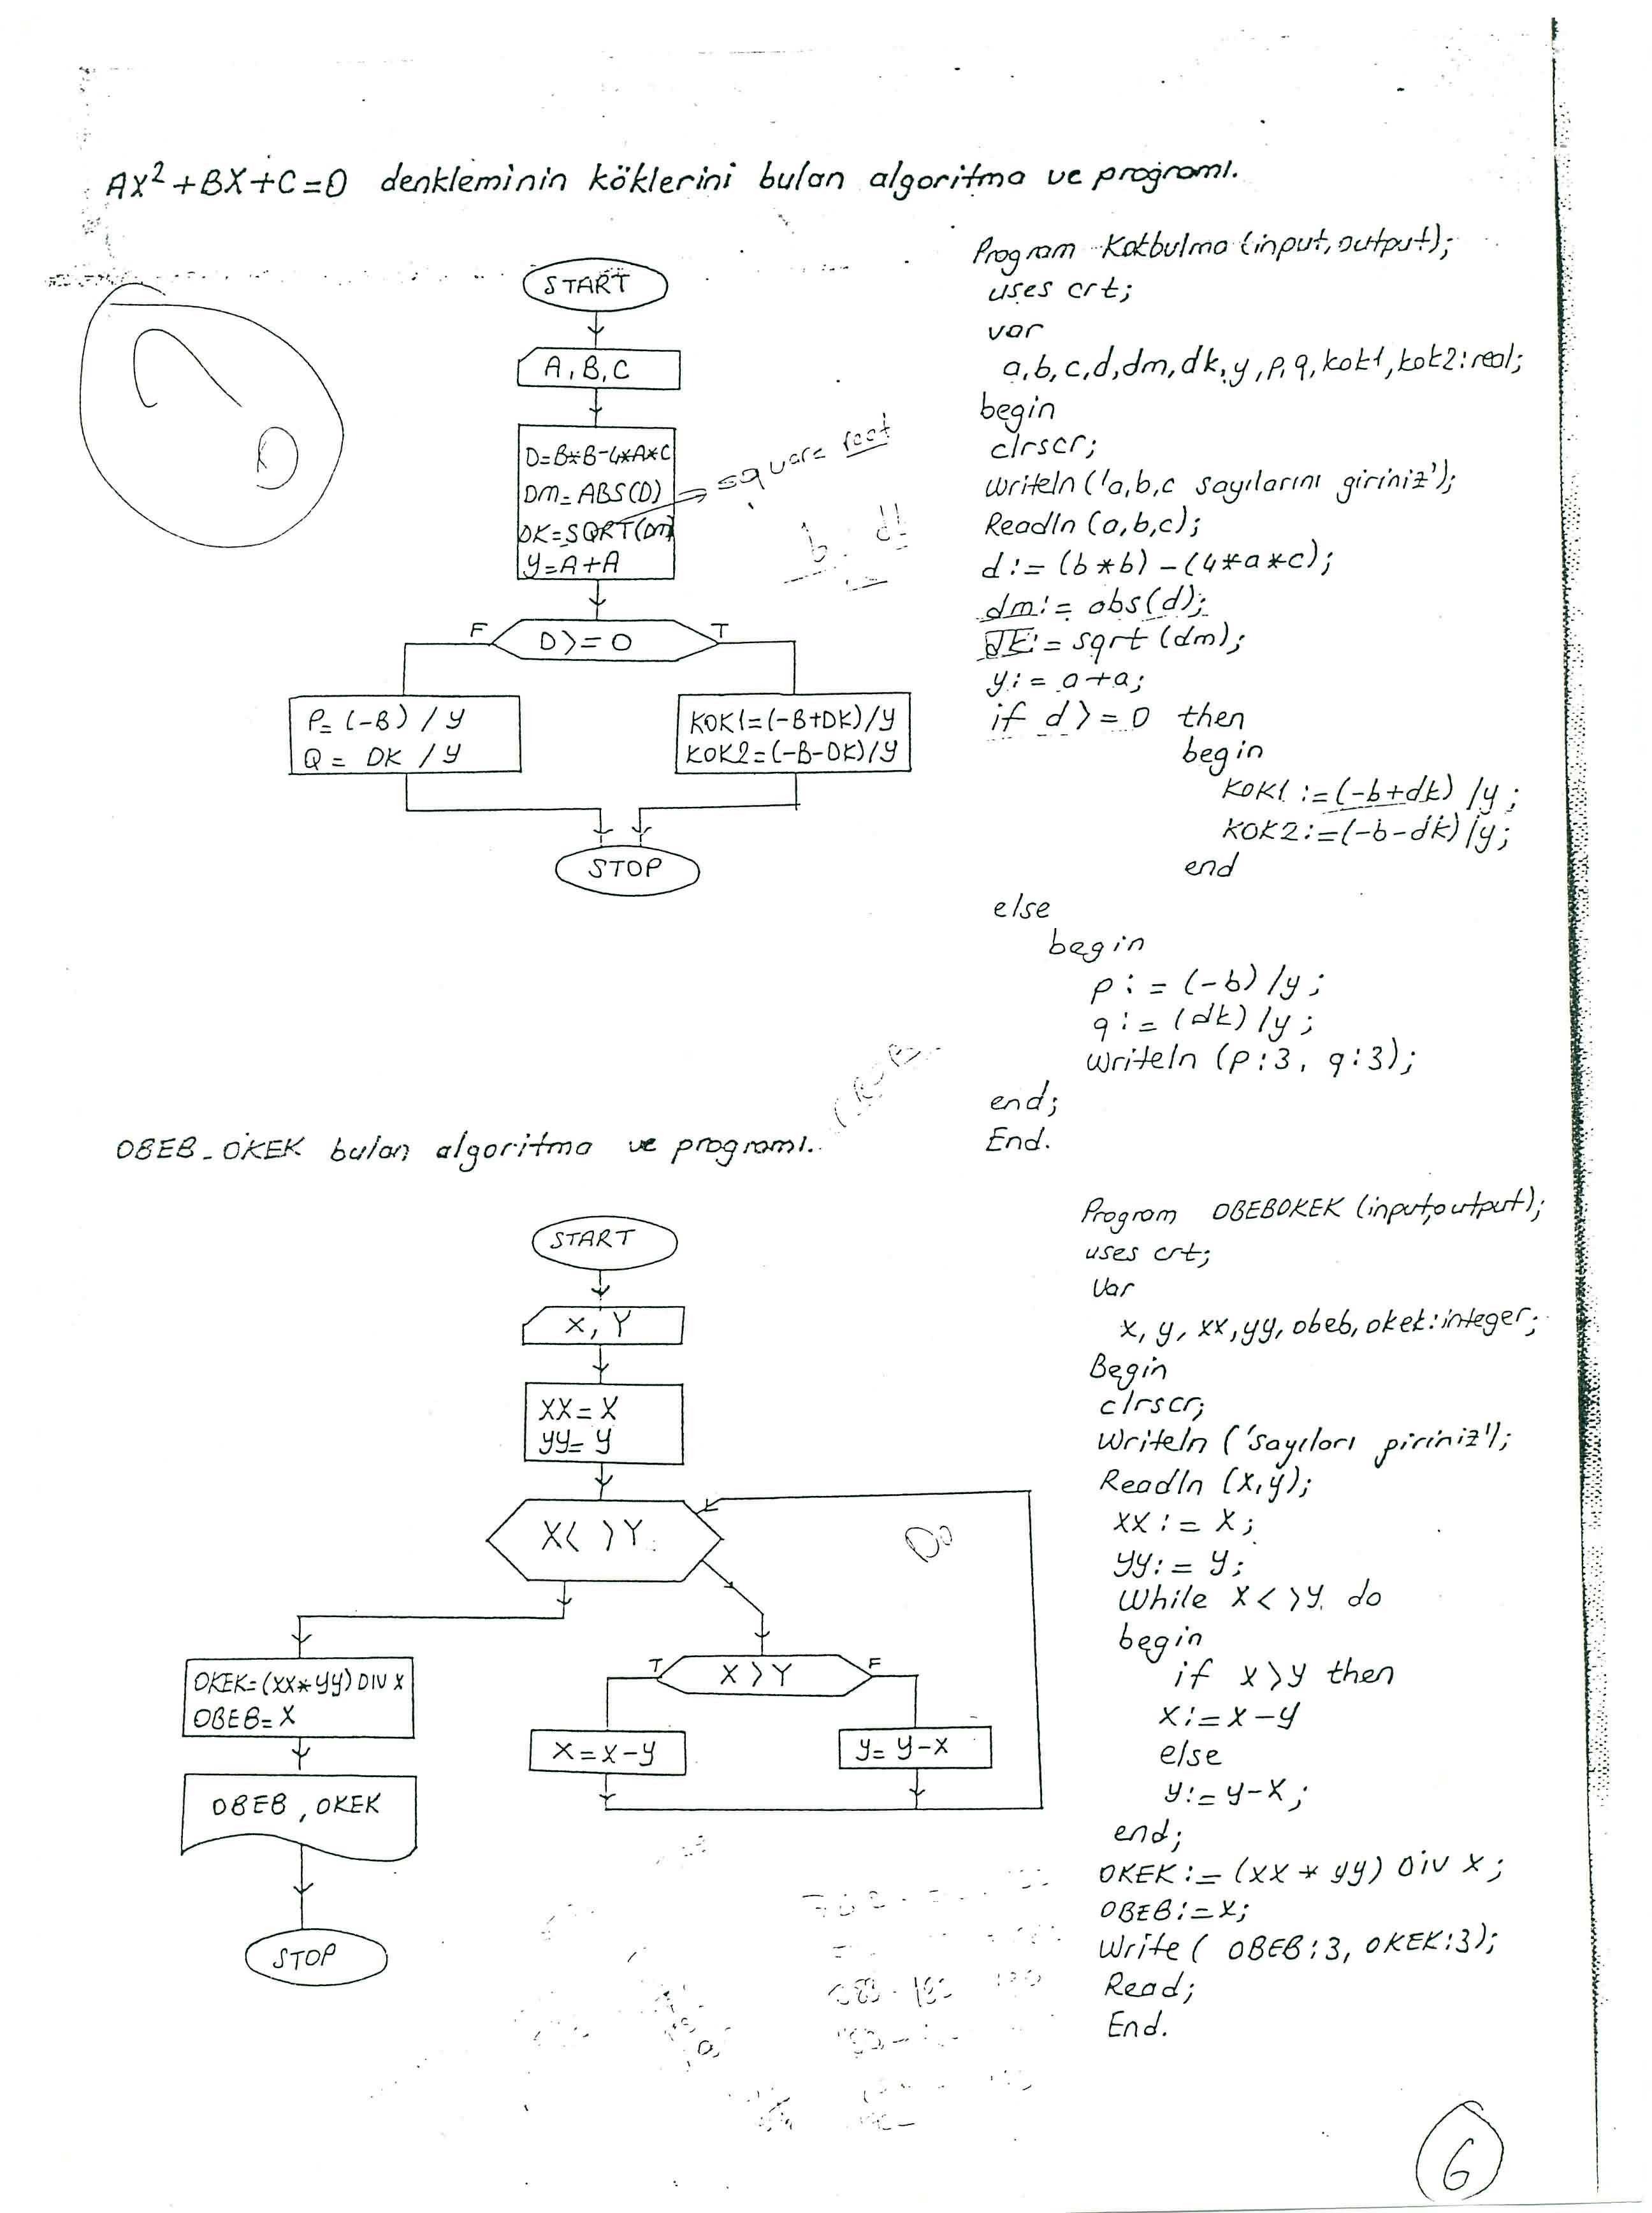 AX²+BX+C=0 denkleminin köklerini bulan algoritma ve programı.
START
A, B, C
D=B*B-4*A*C
DM=ABS(D)
DK=SQRT(DM)
Y=A+A
square root
F
D>=0
T
P=(-B) / Y
Q= DK / Y
KOK1=(-B+DK)/Y
KOK2=(-B-DK)/Y
STOP
Program Kokbulma (input, output);
uses crt;
var
a,b,c,d,dm,dk,y,p,q,kok1,kok2:real;
begin
clrscr;
writeln('a,b,c sayılarını giriniz');
Readln (a,b,c);
d:= (b*b)-(4*a*c);
dm:= abs(d);
dk:= sqrt (dm);
y:= a+a;
if d>=0 then
begin
KOK1:=(-b+dk)/y;
KOK2:=(-b-dk)/y;
end
else
begin
p:= (-b)/y;
q:= (dk)/y;
writeln (p:3, q:3);
end;
End.
OBEB_OKEK bulan algoritma ve programı.
START
X, Y
XX=X
YY=Y
X< >Y
Do
X>Y
T
F
X=X-Y
Y=Y-X
OKEK=(XX*YY) DIV X
OBEB=X
OBEB, OKEK
STOP
Program OBEBOKEK (input,output);
uses crt;
Var
x, y, xx, yy, obeb, okek:integer;
Begin
clrscr;
Writeln ('sayıları piriniz');
Readln (x,y);
xx:= X;
yy:= y;
While X< >Y do
begin
if x>y then
x:=x-y
else
y:=y-x;
end;
OKEK:=(xx * yy) Div x;
OBEB:=x;
Write( OBEB:3, OKEK:3);
Read;
End.
6